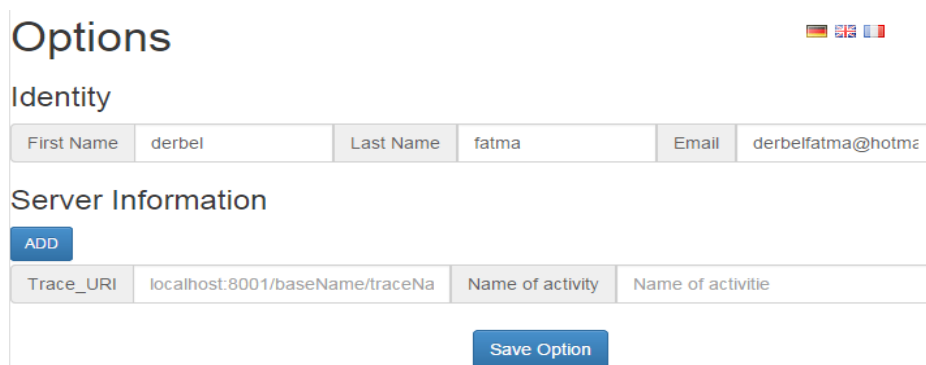 Options
Identity
First Name derbel Last Name fatma Email derbelfatma@hotma
Server Information
ADD
Trace_URI localhost:8001/baseName/traceNa Name of activity Name of activitie
Save Option